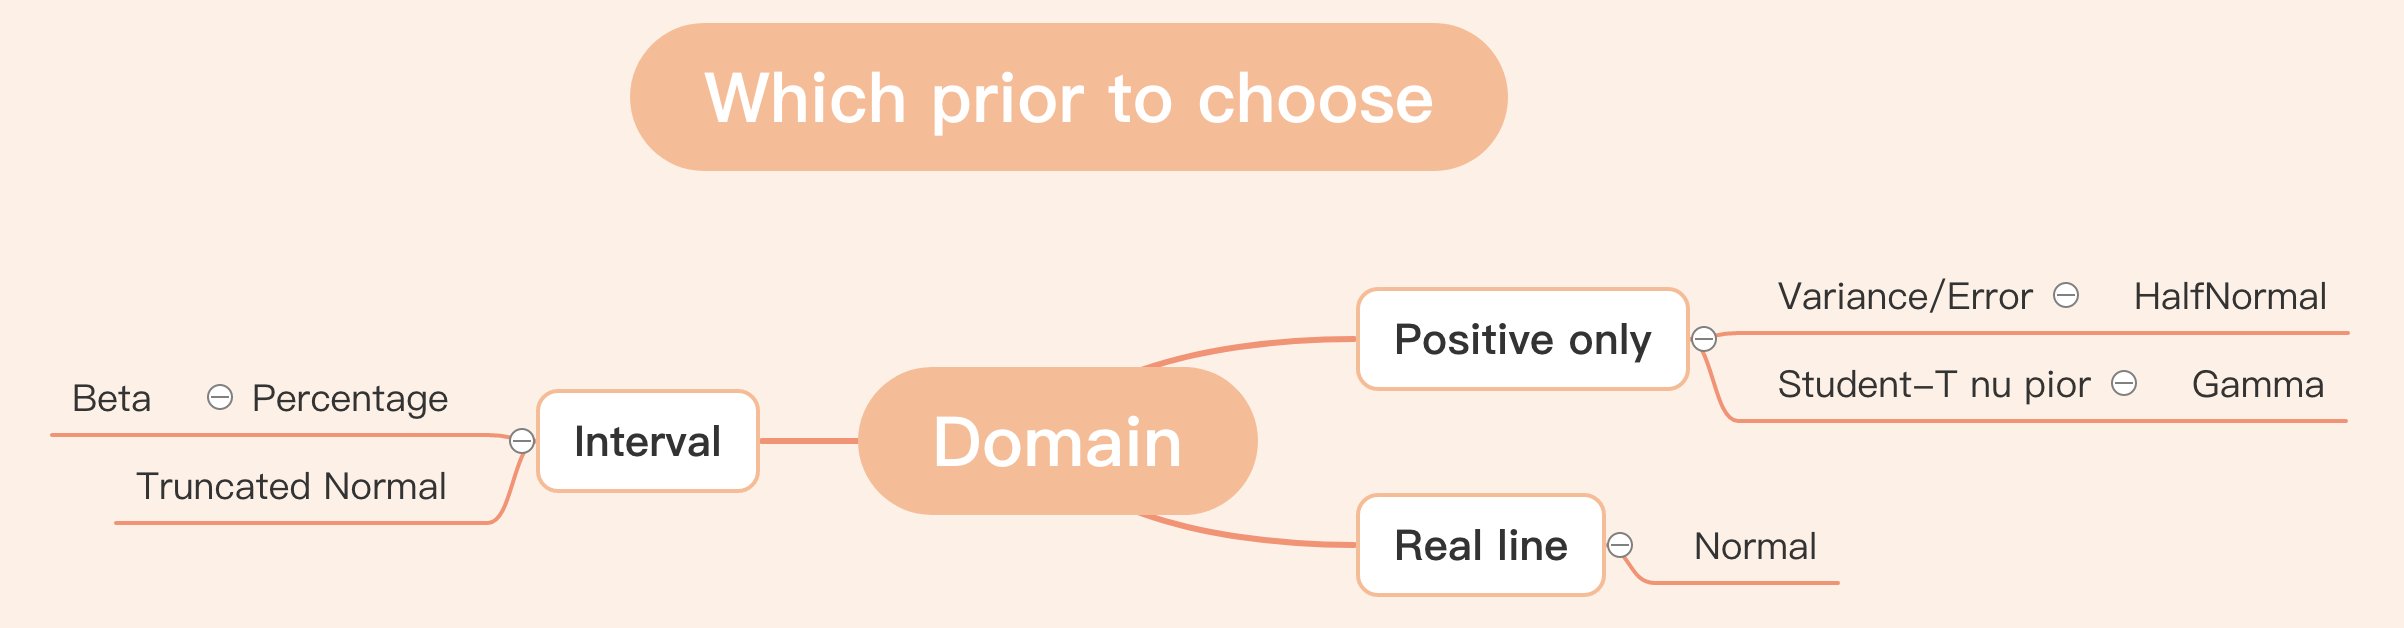 Which prior to choose
Domain
Interval
Beta Percentage
Truncated Normal
Positive only
Variance/Error HalfNormal
Student-T nu pior Gamma
Real line
Normal